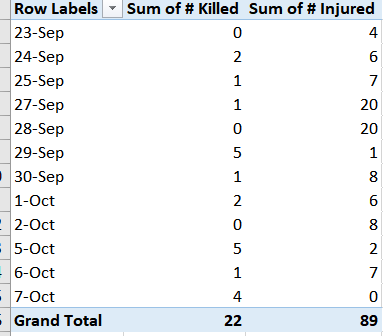 Row Labels Sum of # Killed Sum of # Injured
23-Sep 0 4
24-Sep 2 6
25-Sep 1 7
27-Sep 1 20
28-Sep 0 20
29-Sep 5 1
30-Sep 1 8
1-Oct 2 6
2-Oct 0 8
5-Oct 5 2
6-Oct 1 7
7-Oct 4 0
Grand Total 22 89